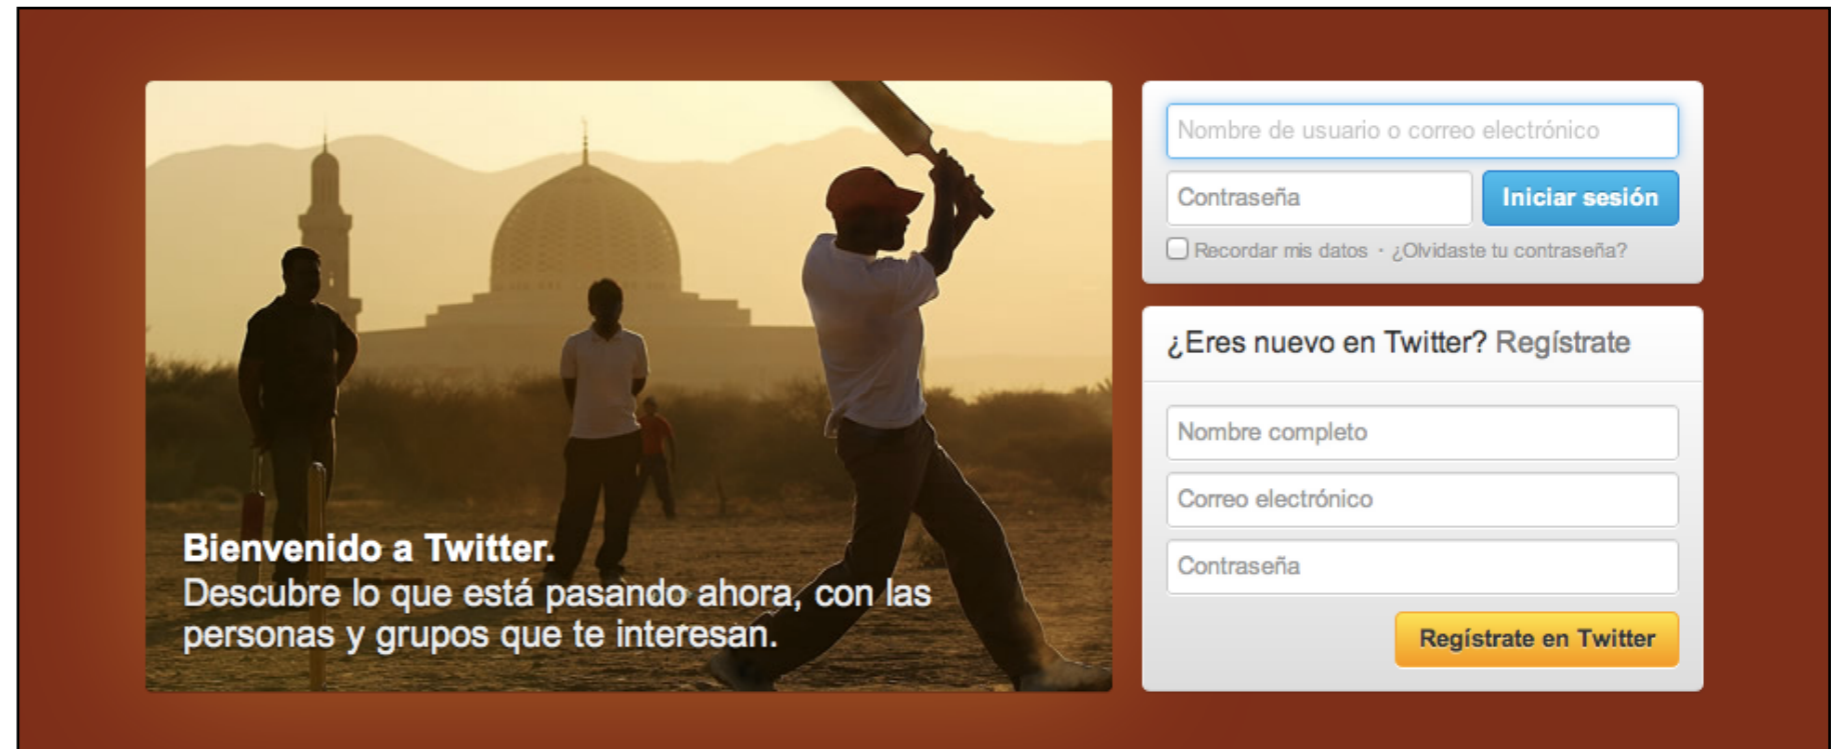 Bienvenido a Twitter.
Descubre lo que está pasando ahora, con las
personas y grupos que te interesan.
Nombre de usuario o correo electrónico
Contraseña
Iniciar sesión
Recordar mis datos · ¿Olvidaste tu contraseña?
¿Eres nuevo en Twitter? Regístrate
Nombre completo
Correo electrónico
Contraseña
Regístrate en Twitter